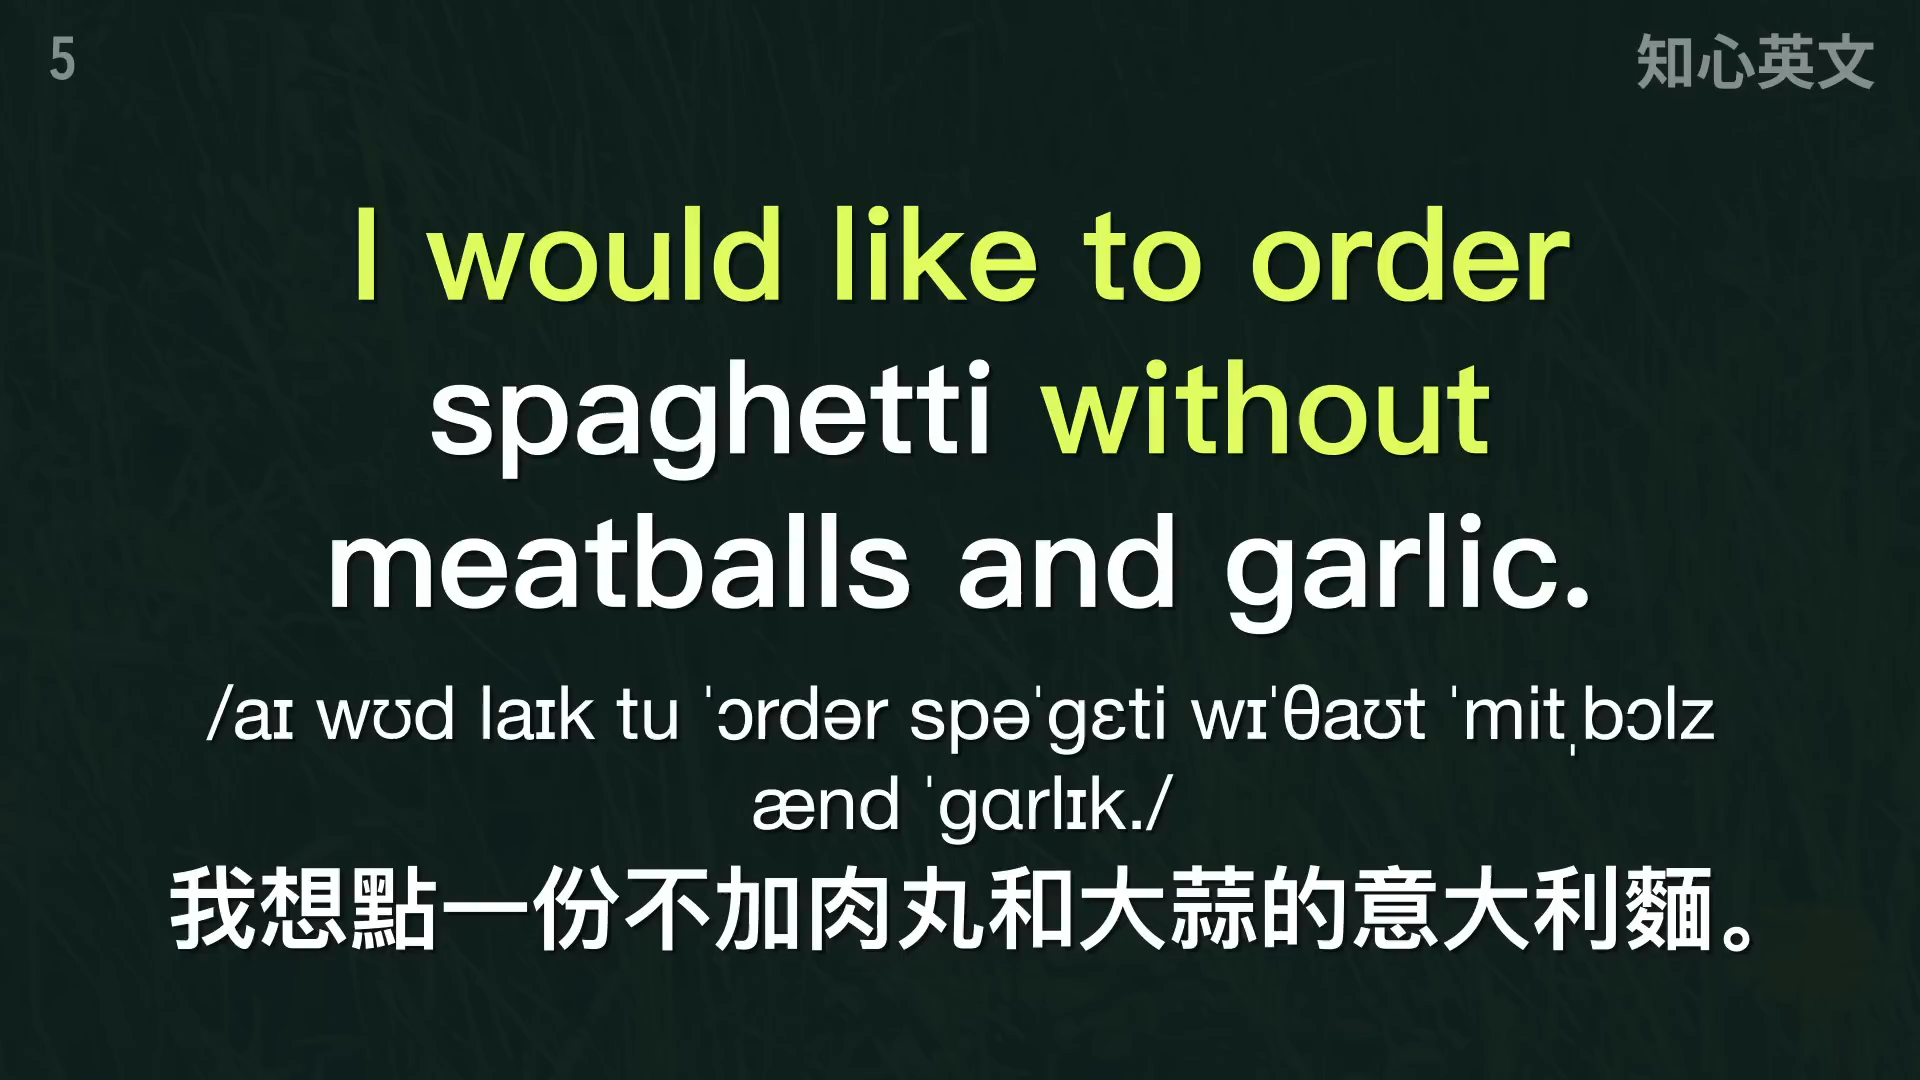 5
知心英文
I would like to order
spaghetti without
meatballs and garlic.
/aɪ wʊd laɪk tu ˈɔrdər spəˈgɛti wɪˈθaʊt ˈmitˌbɔlz
ænd ˈgɑrlɪk./
我想點一份不加肉丸和大蒜的意大利麵。